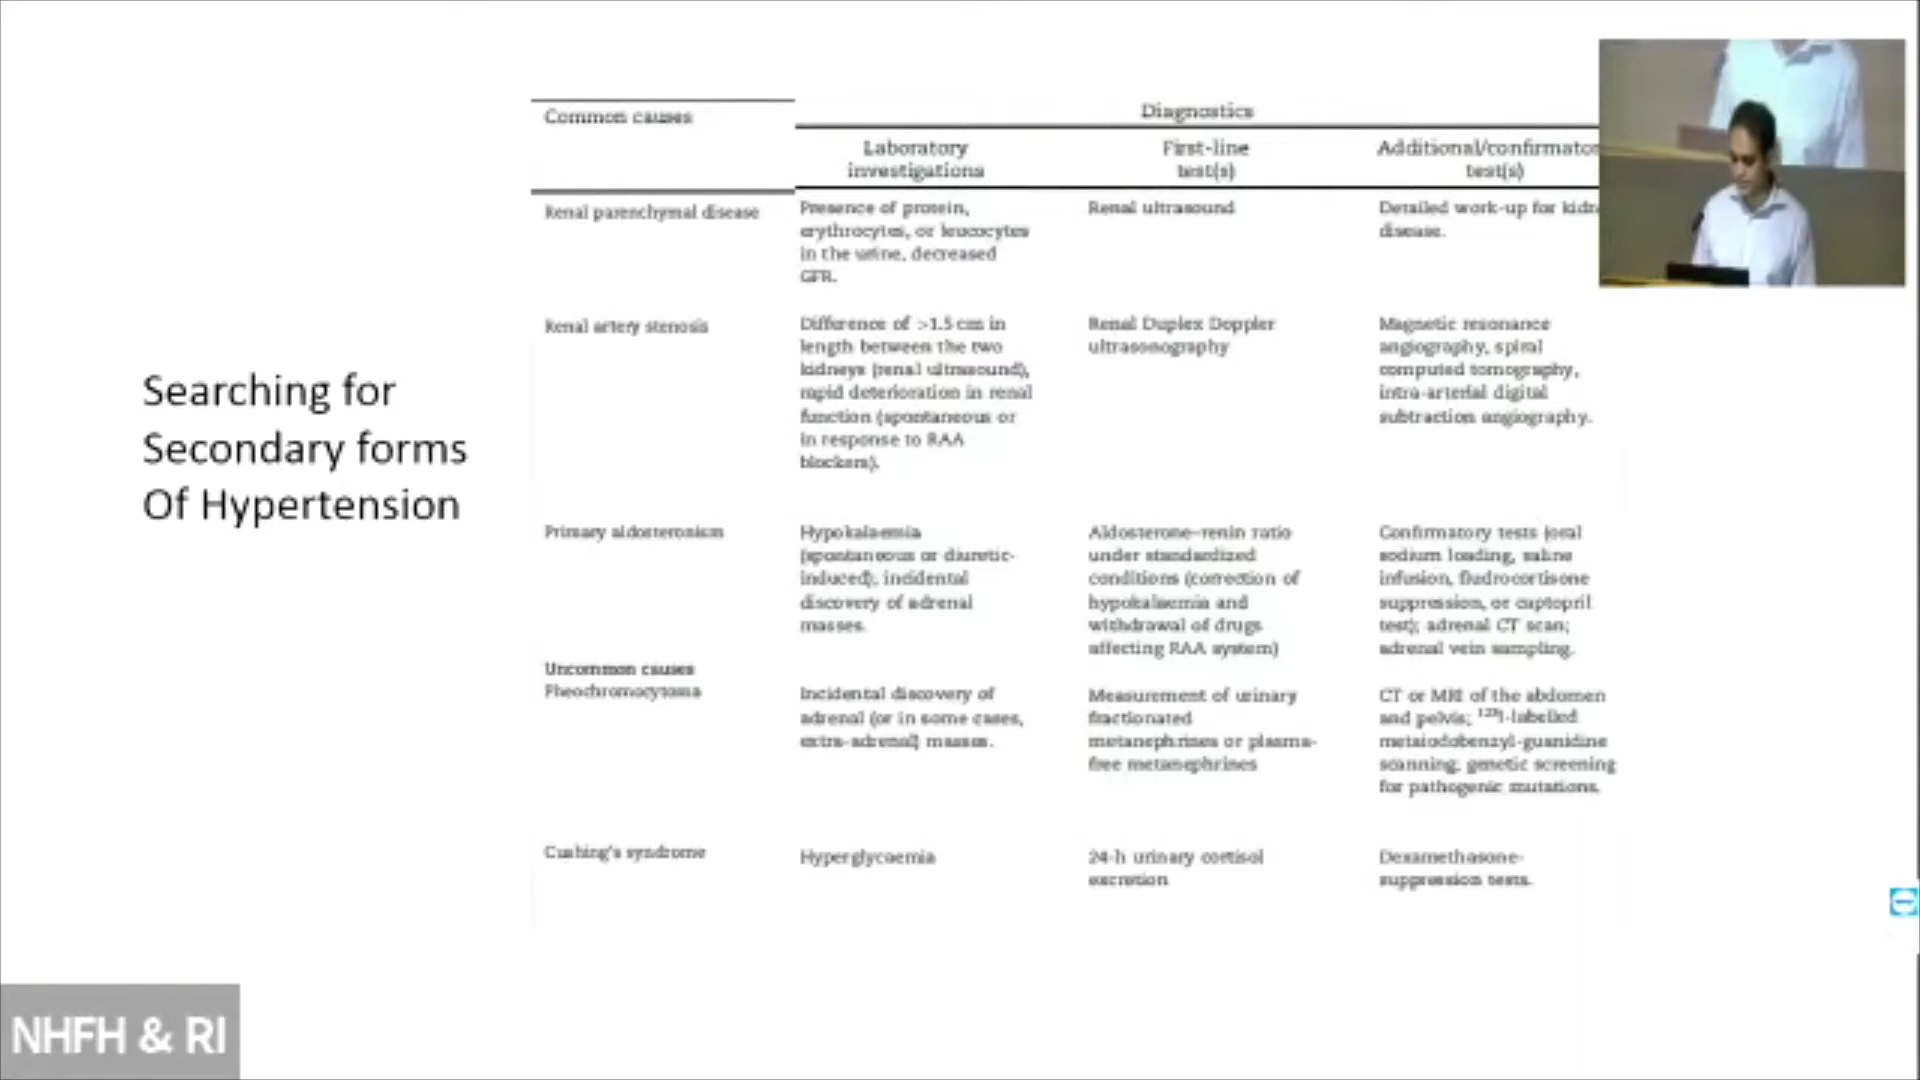 Searching for
Secondary forms
Of Hypertension
Common causes
Diagnostics
Laboratory
investigations
First-line
test(s)
Additional/confirmator
test(s)
Renal parenchymal disease
Presence of protein,
erythrocytes, or leucocytes
in the urine, decreased
GFR.
Renal ultrasound
Detailed work-up for kidn
disease.
Renal artery stenosis
Difference of >1.5 cm in
length between the two
kidneys (renal ultrasound),
rapid deterioration in renal
function (spontaneous or
in response to RAA
blockers).
Renal Duplex Doppler
ultrasonography
Magnetic resonance
angiography, spiral
computed tomography,
intra-arterial digital
subtraction angiography.
Primary aldosteronism
Hypokalaemia
(spontaneous or diuretic-
induced); incidental
discovery of adrenal
masses.
Aldosterone–renin ratio
under standardized
conditions (correction of
hypokalaemia and
withdrawal of drugs
affecting RAA system)
Confirmatory tests (oral
sodium loading, saline
infusion, fludrocortisone
suppression, or captopril
test); adrenal CT scan;
adrenal vein sampling.
Uncommon causes
Pheochromocytoma
Incidental discovery of
adrenal (or in some cases,
extra-adrenal) masses.
Measurement of urinary
fractionated
metanephrines or plasma-
free metanephrines
CT or MRI of the abdomen
and pelvis; ¹²³I-labelled
metaiodobenzyl-guanidine
scanning; genetic screening
for pathogenic mutations.
Cushing's syndrome
Hyperglycaemia
24-h urinary cortisol
excretion
Dexamethasone-
suppression tests.
NHFH & RI